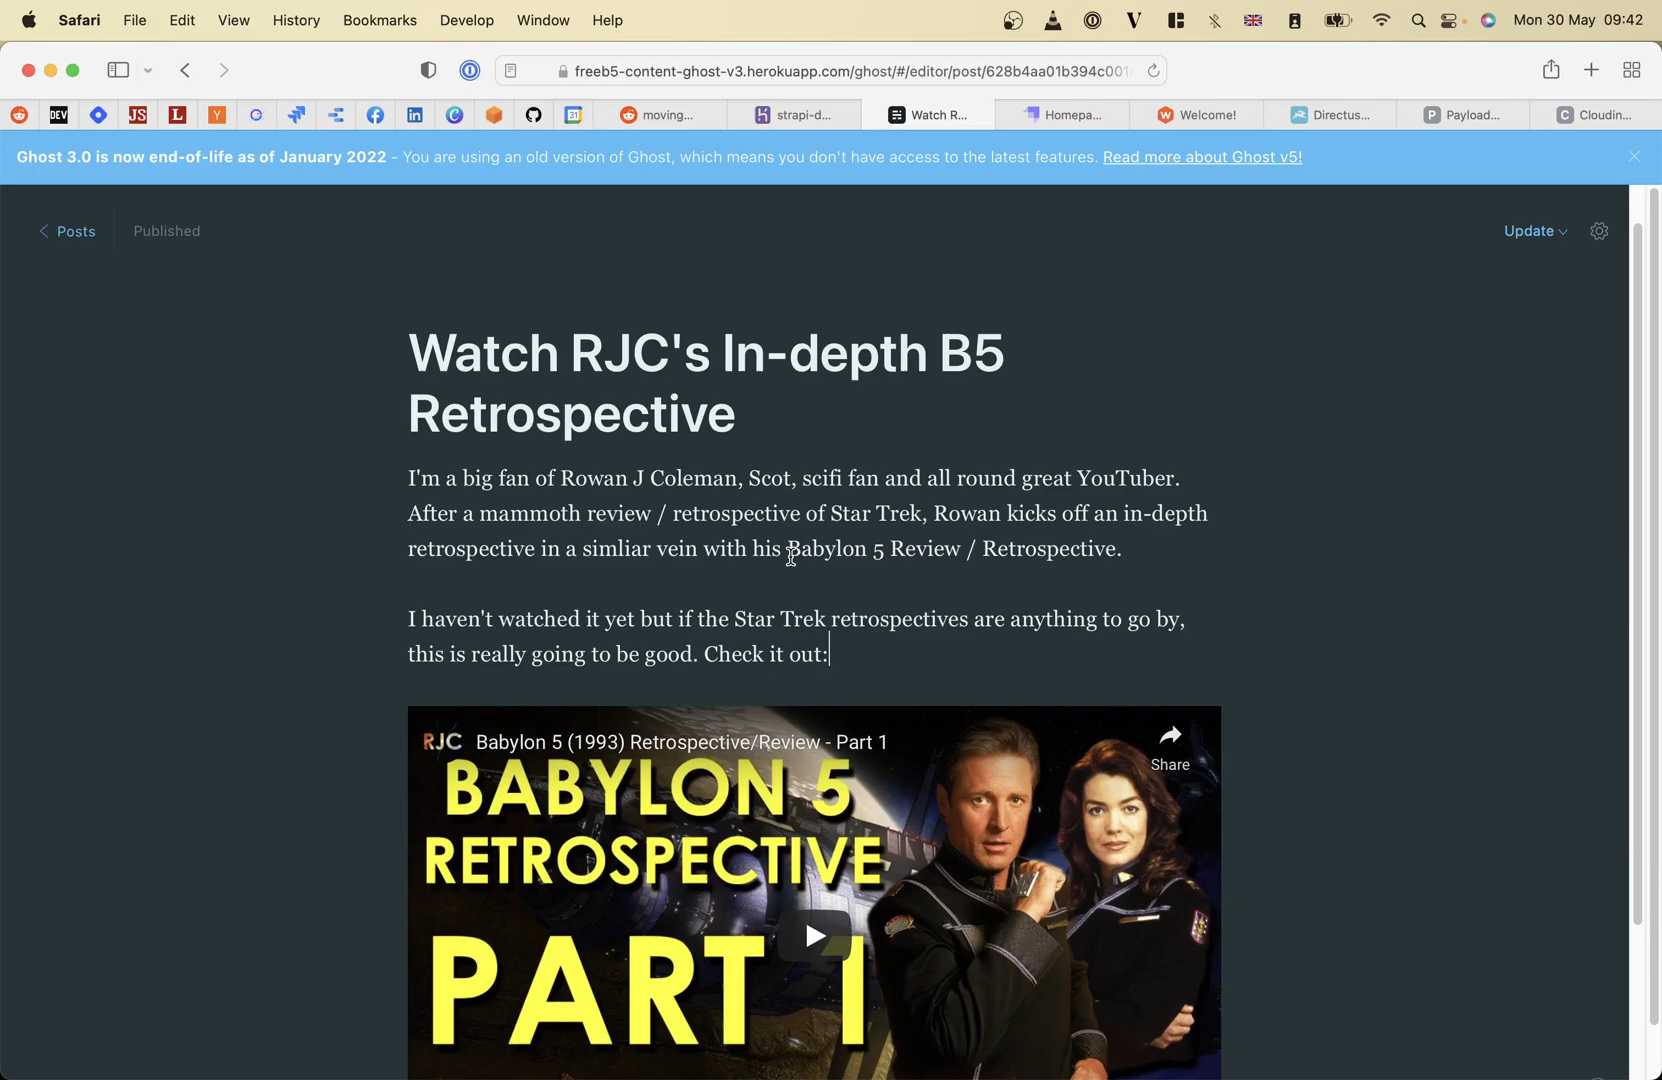 Safari File Edit View History Bookmarks Develop Window Help Mon 30 May 09:42
freeb5-content-ghost-v3.herokuapp.com/ghost/#/editor/post/628b4aa01b394c001
DEV JS L Y 31 moving... strapi-d... Watch R... Homepa... Welcome! Directus... P Payload... C Cloudin...
Ghost 3.0 is now end-of-life as of January 2022 - You are using an old version of Ghost, which means you don't have access to the latest features. Read more about Ghost v5!
Posts Published Update
Watch RJC's In-depth B5
Retrospective
I'm a big fan of Rowan J Coleman, Scot, scifi fan and all round great YouTuber.
After a mammoth review / retrospective of Star Trek, Rowan kicks off an in-depth
retrospective in a simliar vein with his Babylon 5 Review / Retrospective.
I haven't watched it yet but if the Star Trek retrospectives are anything to go by,
this is really going to be good. Check it out:
RJC Babylon 5 (1993) Retrospective/Review - Part 1
Share
BABYLON 5
RETROSPECTIVE
PART 1